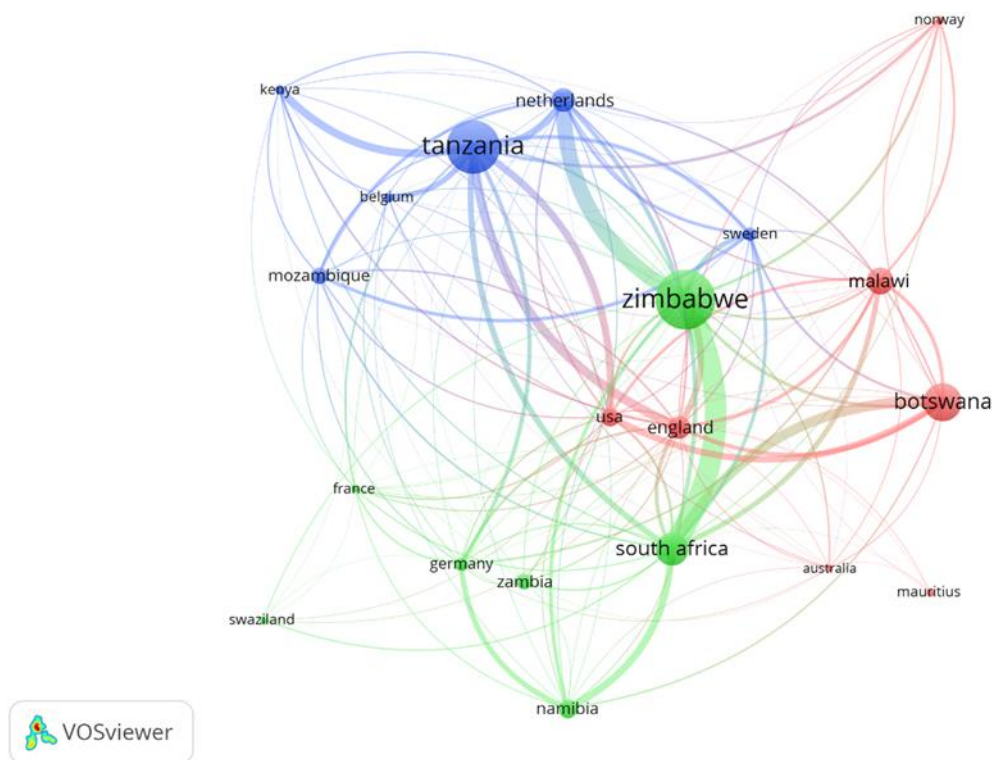 norway
kenya
netherlands
tanzania
belgium
sweden
mozambique
malawi
zimbabwe
botswana
usa
england
france
south africa
germany
zambia
australia
mauritius
swaziland
namibia
VOSviewer